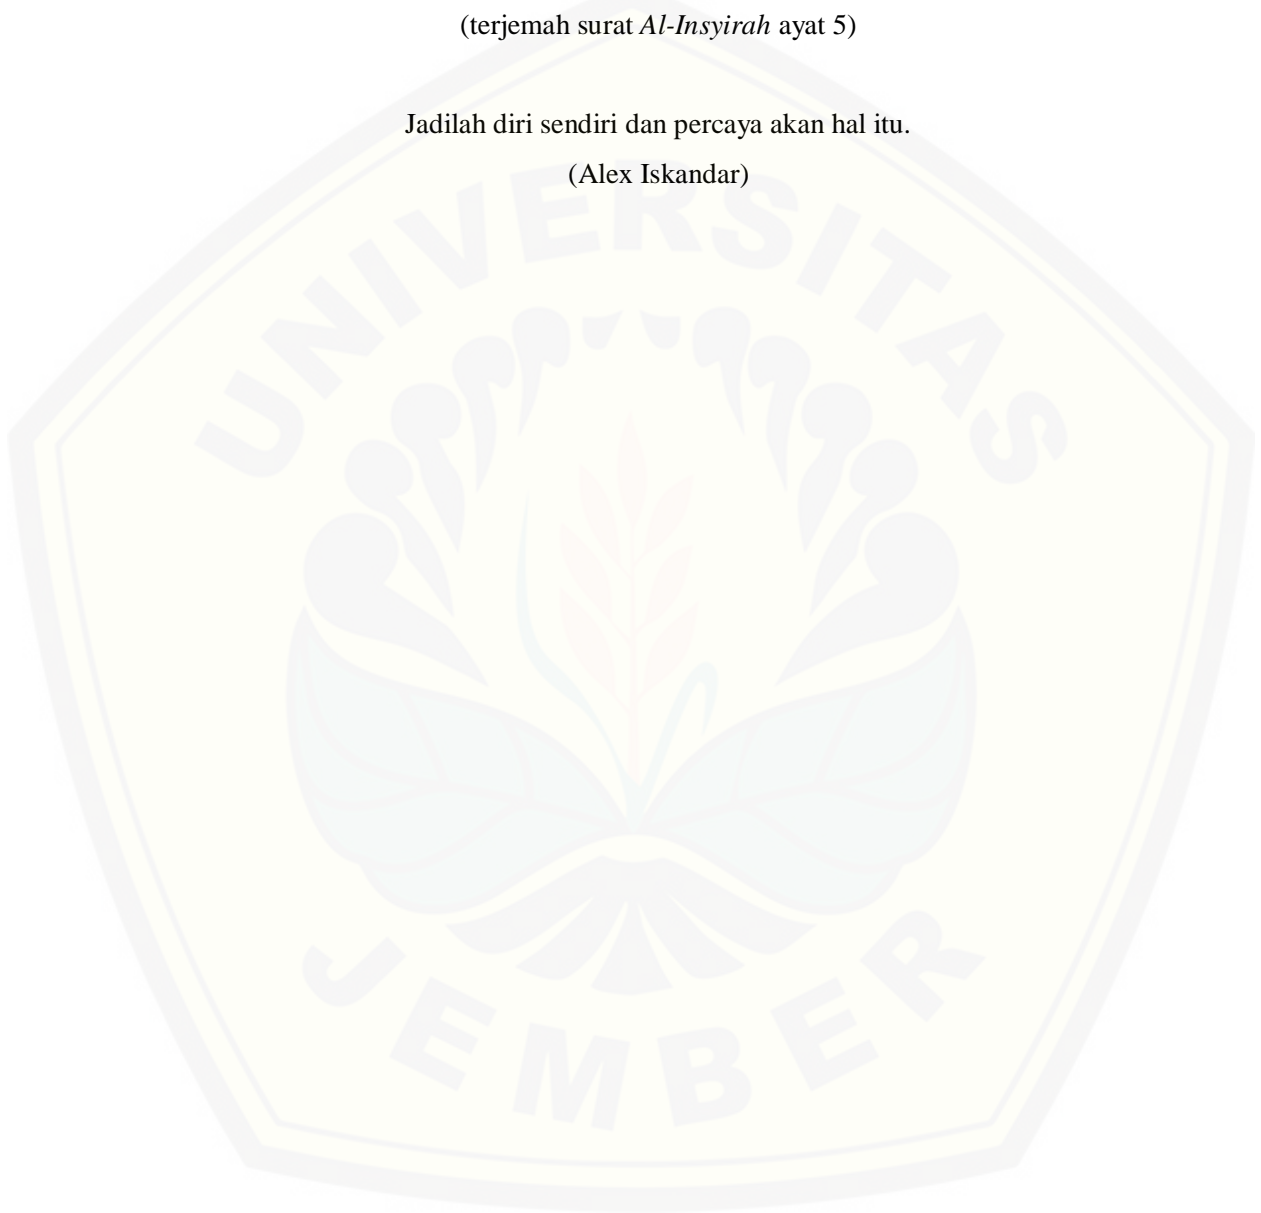 (terjemah surat Al-Insyirah ayat 5)
Jadilah diri sendiri dan percaya akan hal itu.
(Alex Iskandar)
UNIVERSITAS
JEMBER